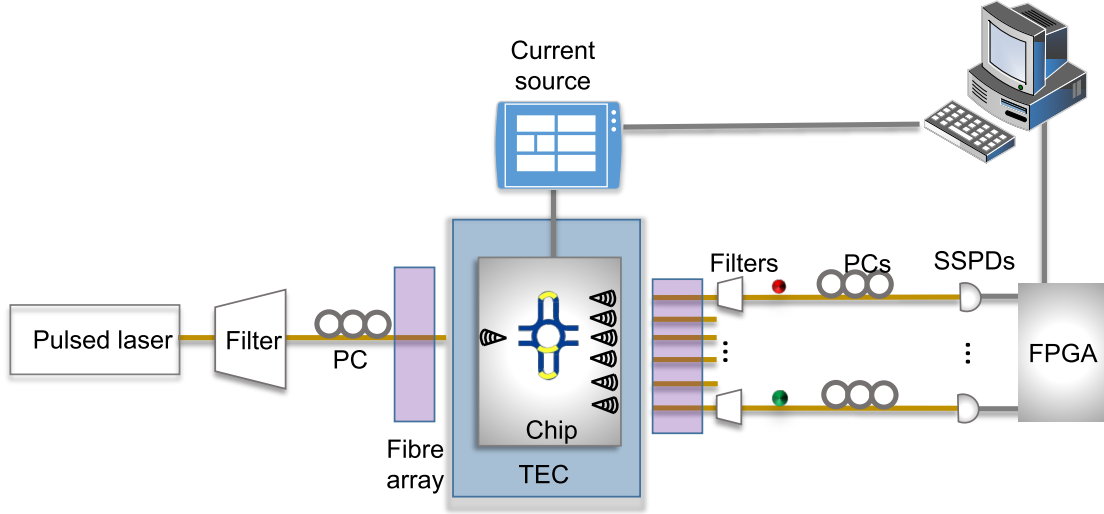 Current
source
Filters
PCs
SSPDs
Pulsed laser
Filter
PC
FPGA
Chip
Fibre
array
TEC